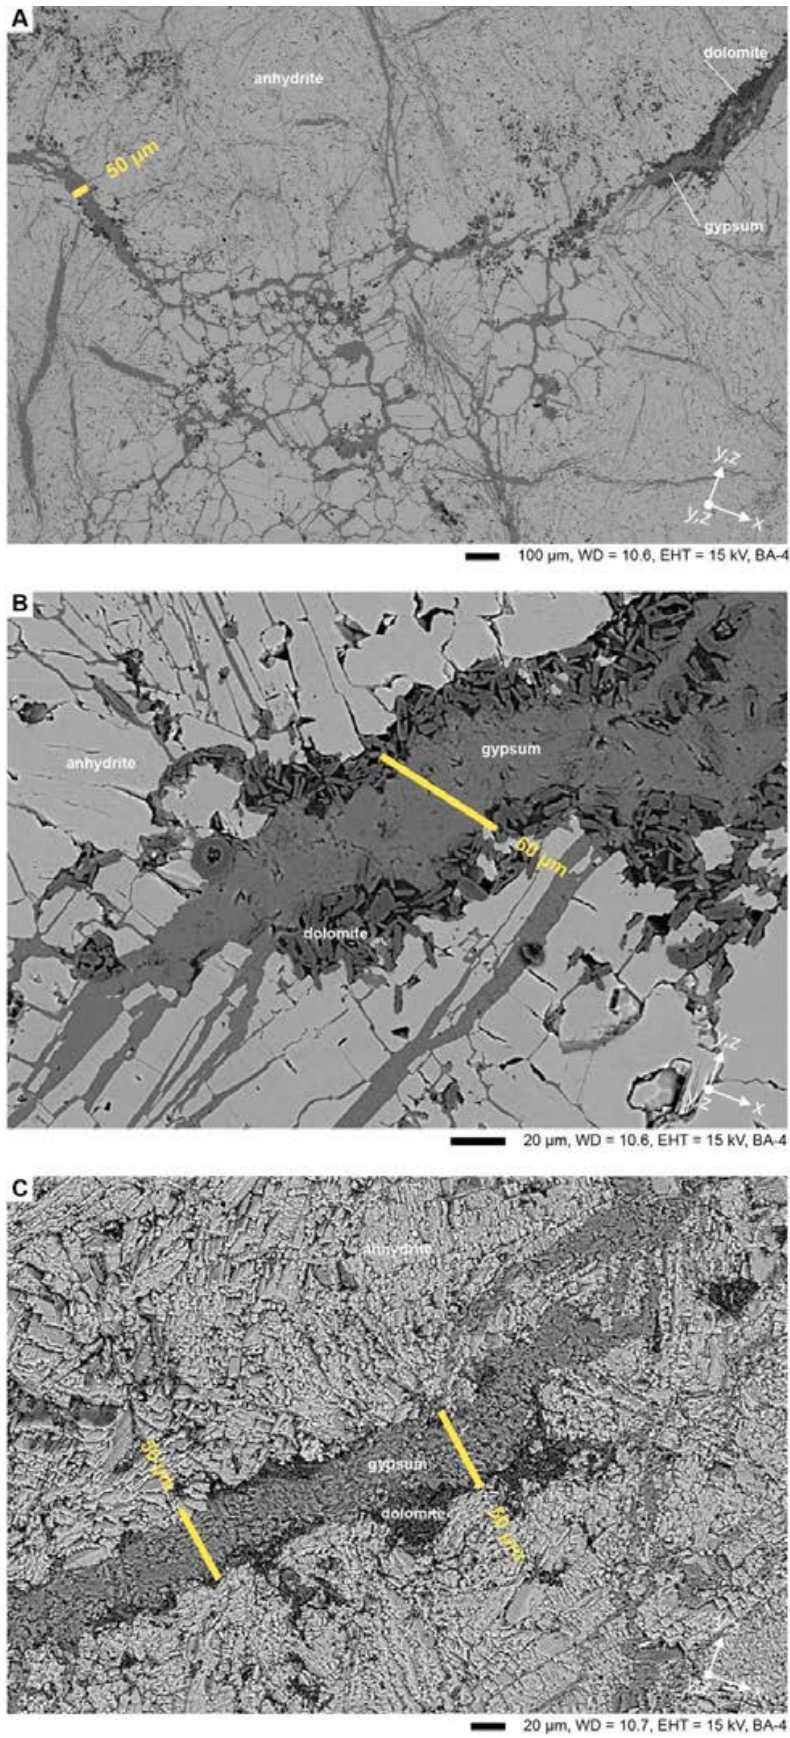 A
dolomite
anhydrite
50 µm
gypsum
y,z
y,z
x
100 µm, WD = 10.6, EHT = 15 kV, BA-4
B
gypsum
anhydrite
60 µm
dolomite
y,z
x
20 µm, WD = 10.6, EHT = 15 kV, BA-4
C
anhydrite
gypsum
dolomite
50 µm
20 µm, WD = 10.7, EHT = 15 kV, BA-4